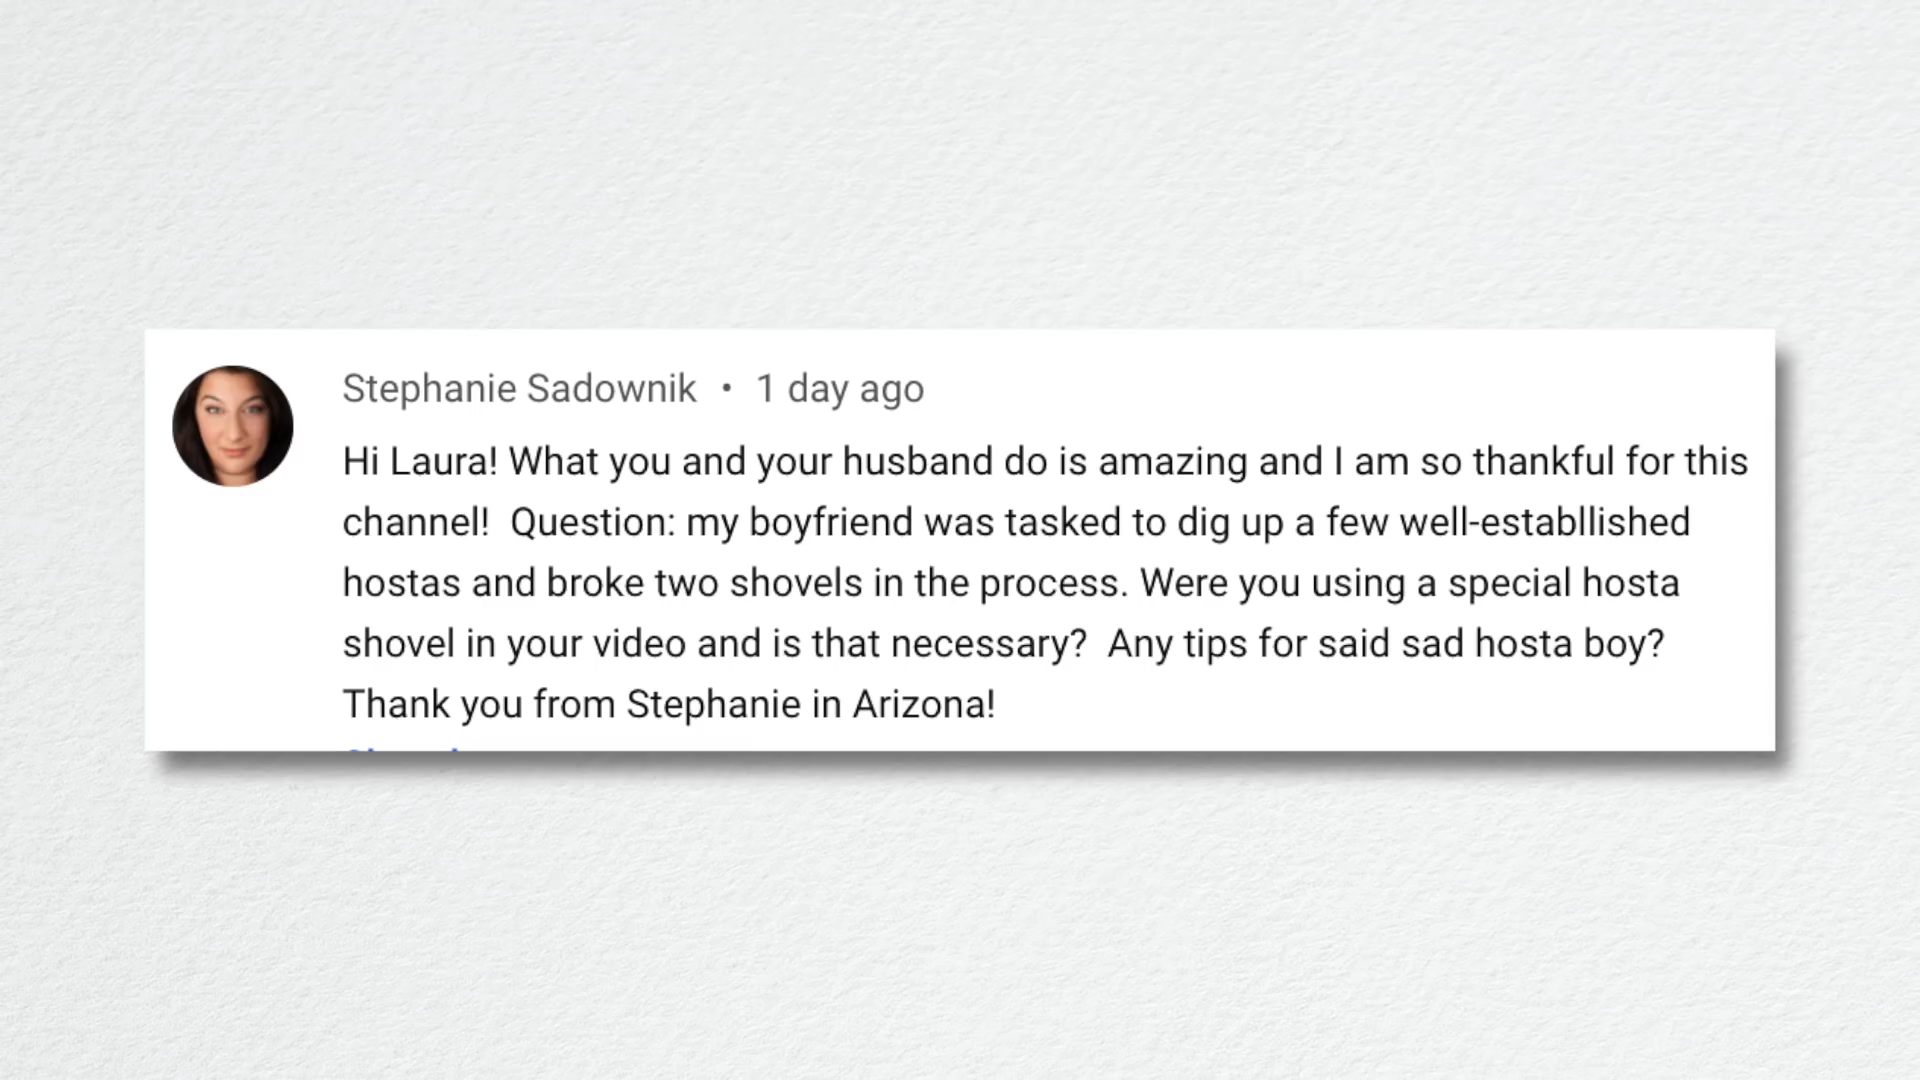 Stephanie Sadownik • 1 day ago
Hi Laura! What you and your husband do is amazing and I am so thankful for this
channel!  Question: my boyfriend was tasked to dig up a few well-establlished
hostas and broke two shovels in the process. Were you using a special hosta
shovel in your video and is that necessary?  Any tips for said sad hosta boy?
Thank you from Stephanie in Arizona!